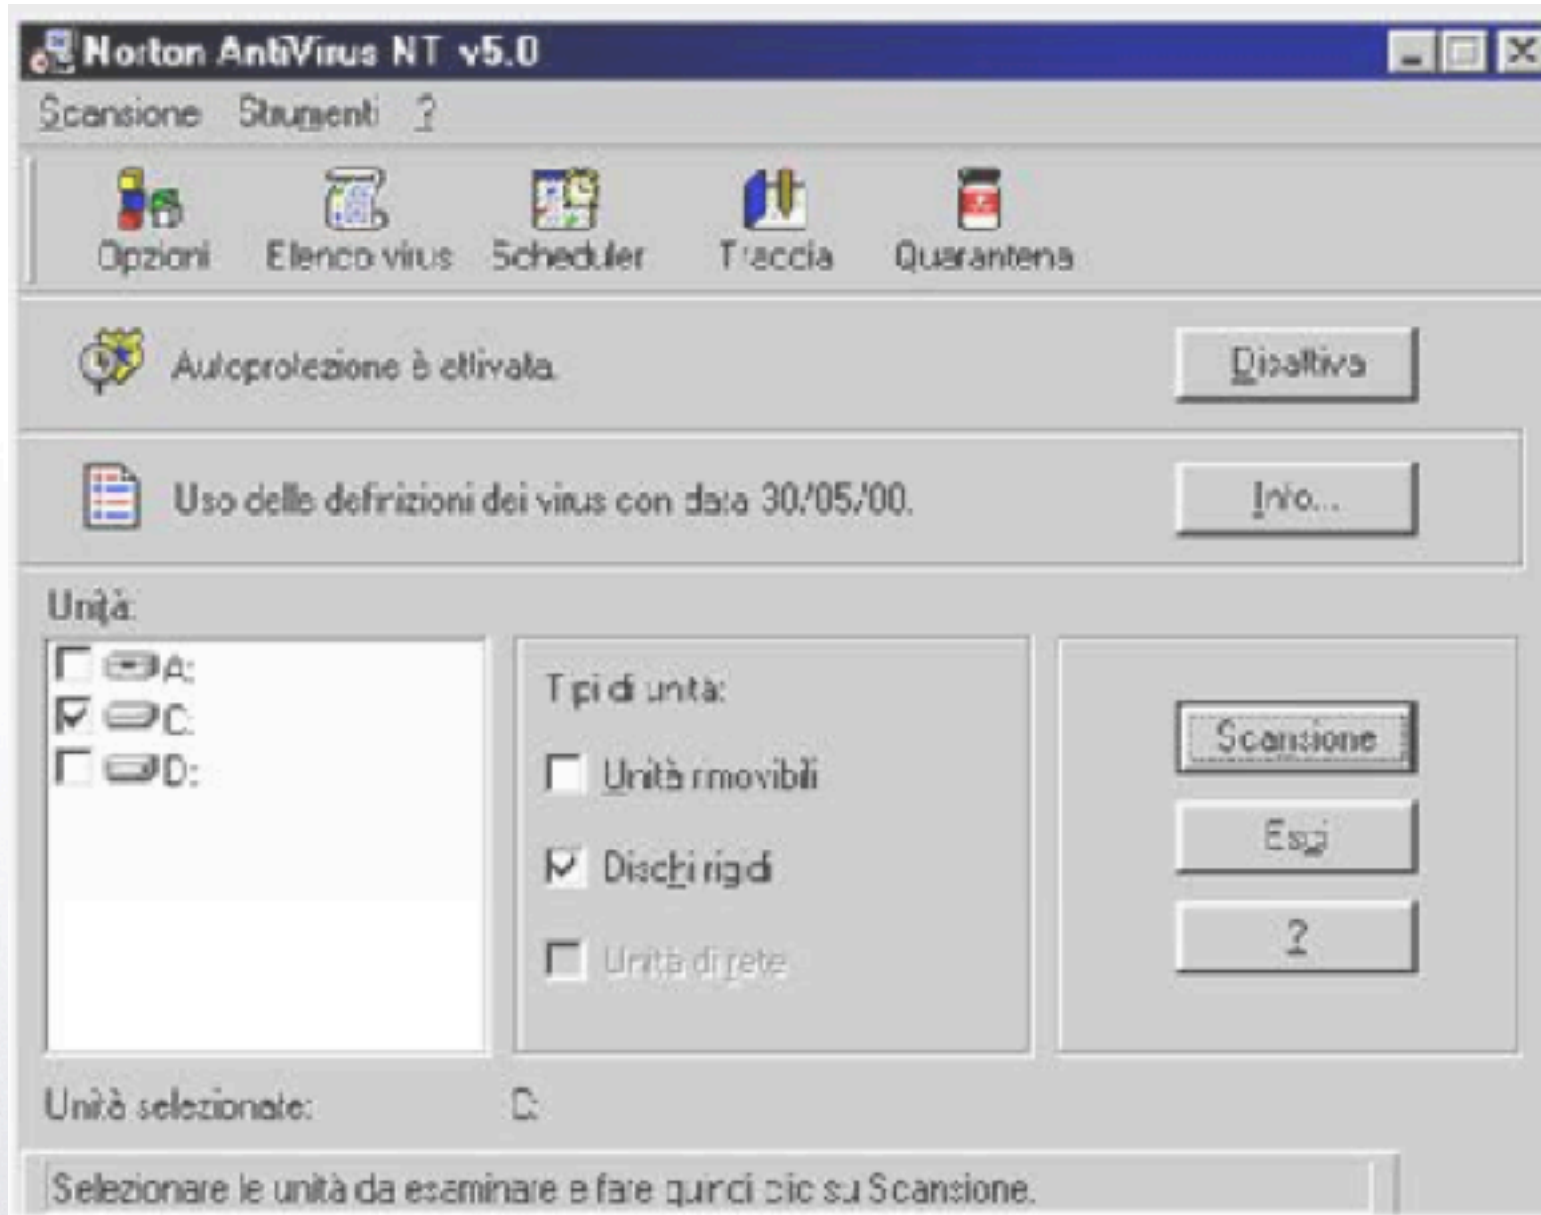 Norton AntiVirus NT v5.0
Scansione Strumenti ?
Opzioni Elenco virus Scheduler Traccia Quarantena
Autoprotezione è attivata.
Disattiva
Uso delle definizioni dei virus con data 30/05/00.
Info...
Unità:
A:
C:
D:
Tipi di unità:
Unità rimovibili
Dischi rigidi
Unità di rete
Scansione
Esci
?
Unità selezionate: C:
Selezionare le unità da esaminare e fare quindi clic su Scansione.